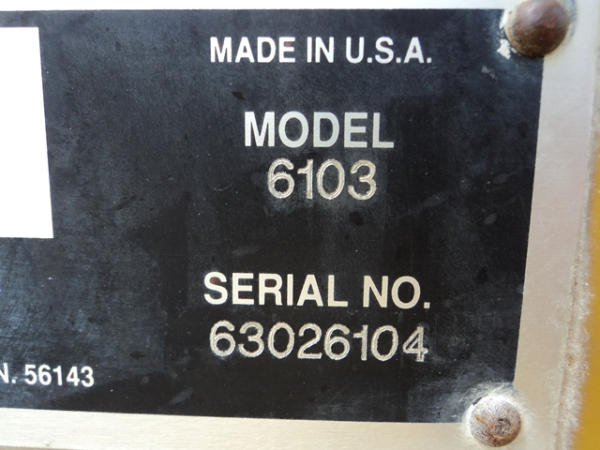 MADE IN U.S.A.
MODEL
6103
SERIAL NO.
63026104
N. 56143